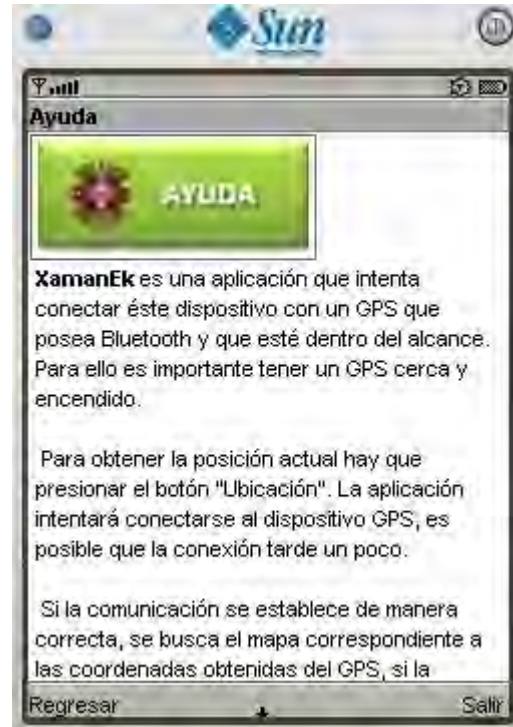 Sun
Ayuda
AYUDA
XamanEk es una aplicación que intenta
conectar éste dispositivo con un GPS que
posea Bluetooth y que esté dentro del alcance.
Para ello es importante tener un GPS cerca y
encendido.
Para obtener la posición actual hay que
presionar el botón "Ubicación". La aplicación
intentará conectarse al dispositivo GPS, es
posible que la conexión tarde un poco.
Si la comunicación se establece de manera
correcta, se busca el mapa correspondiente a
las coordenadas obtenidas del GPS, si la
Regresar
Salir